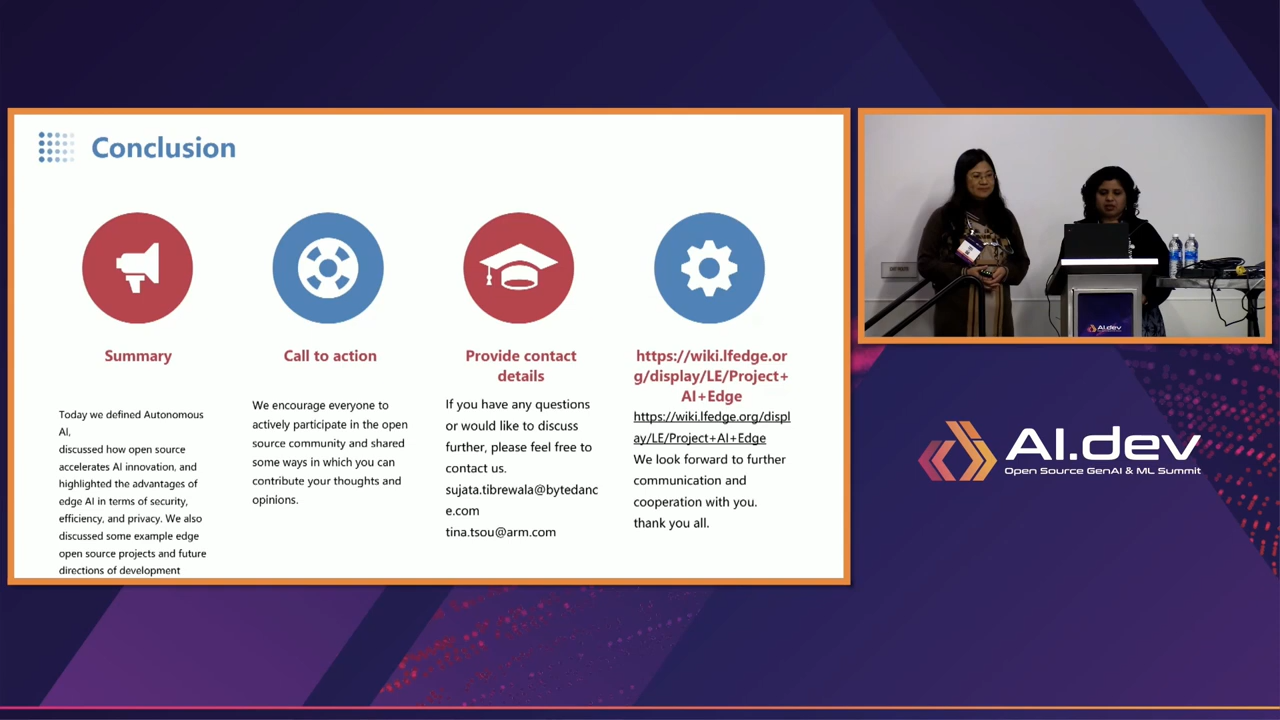 Conclusion
Summary
Today we defined Autonomous
AI,
discussed how open source
accelerates AI innovation, and
highlighted the advantages of
edge AI in terms of security,
efficiency, and privacy. We also
discussed some example edge
open source projects and future
directions of development
Call to action
We encourage everyone to
actively participate in the open
source community and shared
some ways in which you can
contribute your thoughts and
opinions.
Provide contact
details
If you have any questions
or would like to discuss
further, please feel free to
contact us.
sujata.tibrewala@bytedanc
e.com
tina.tsou@arm.com
https://wiki.lfedge.or
g/display/LE/Project+
AI+Edge
https://wiki.lfedge.org/displ
ay/LE/Project+AI+Edge
We look forward to further
communication and
cooperation with you.
thank you all.
AI.dev
AI.dev
Open Source GenAI & ML Summit